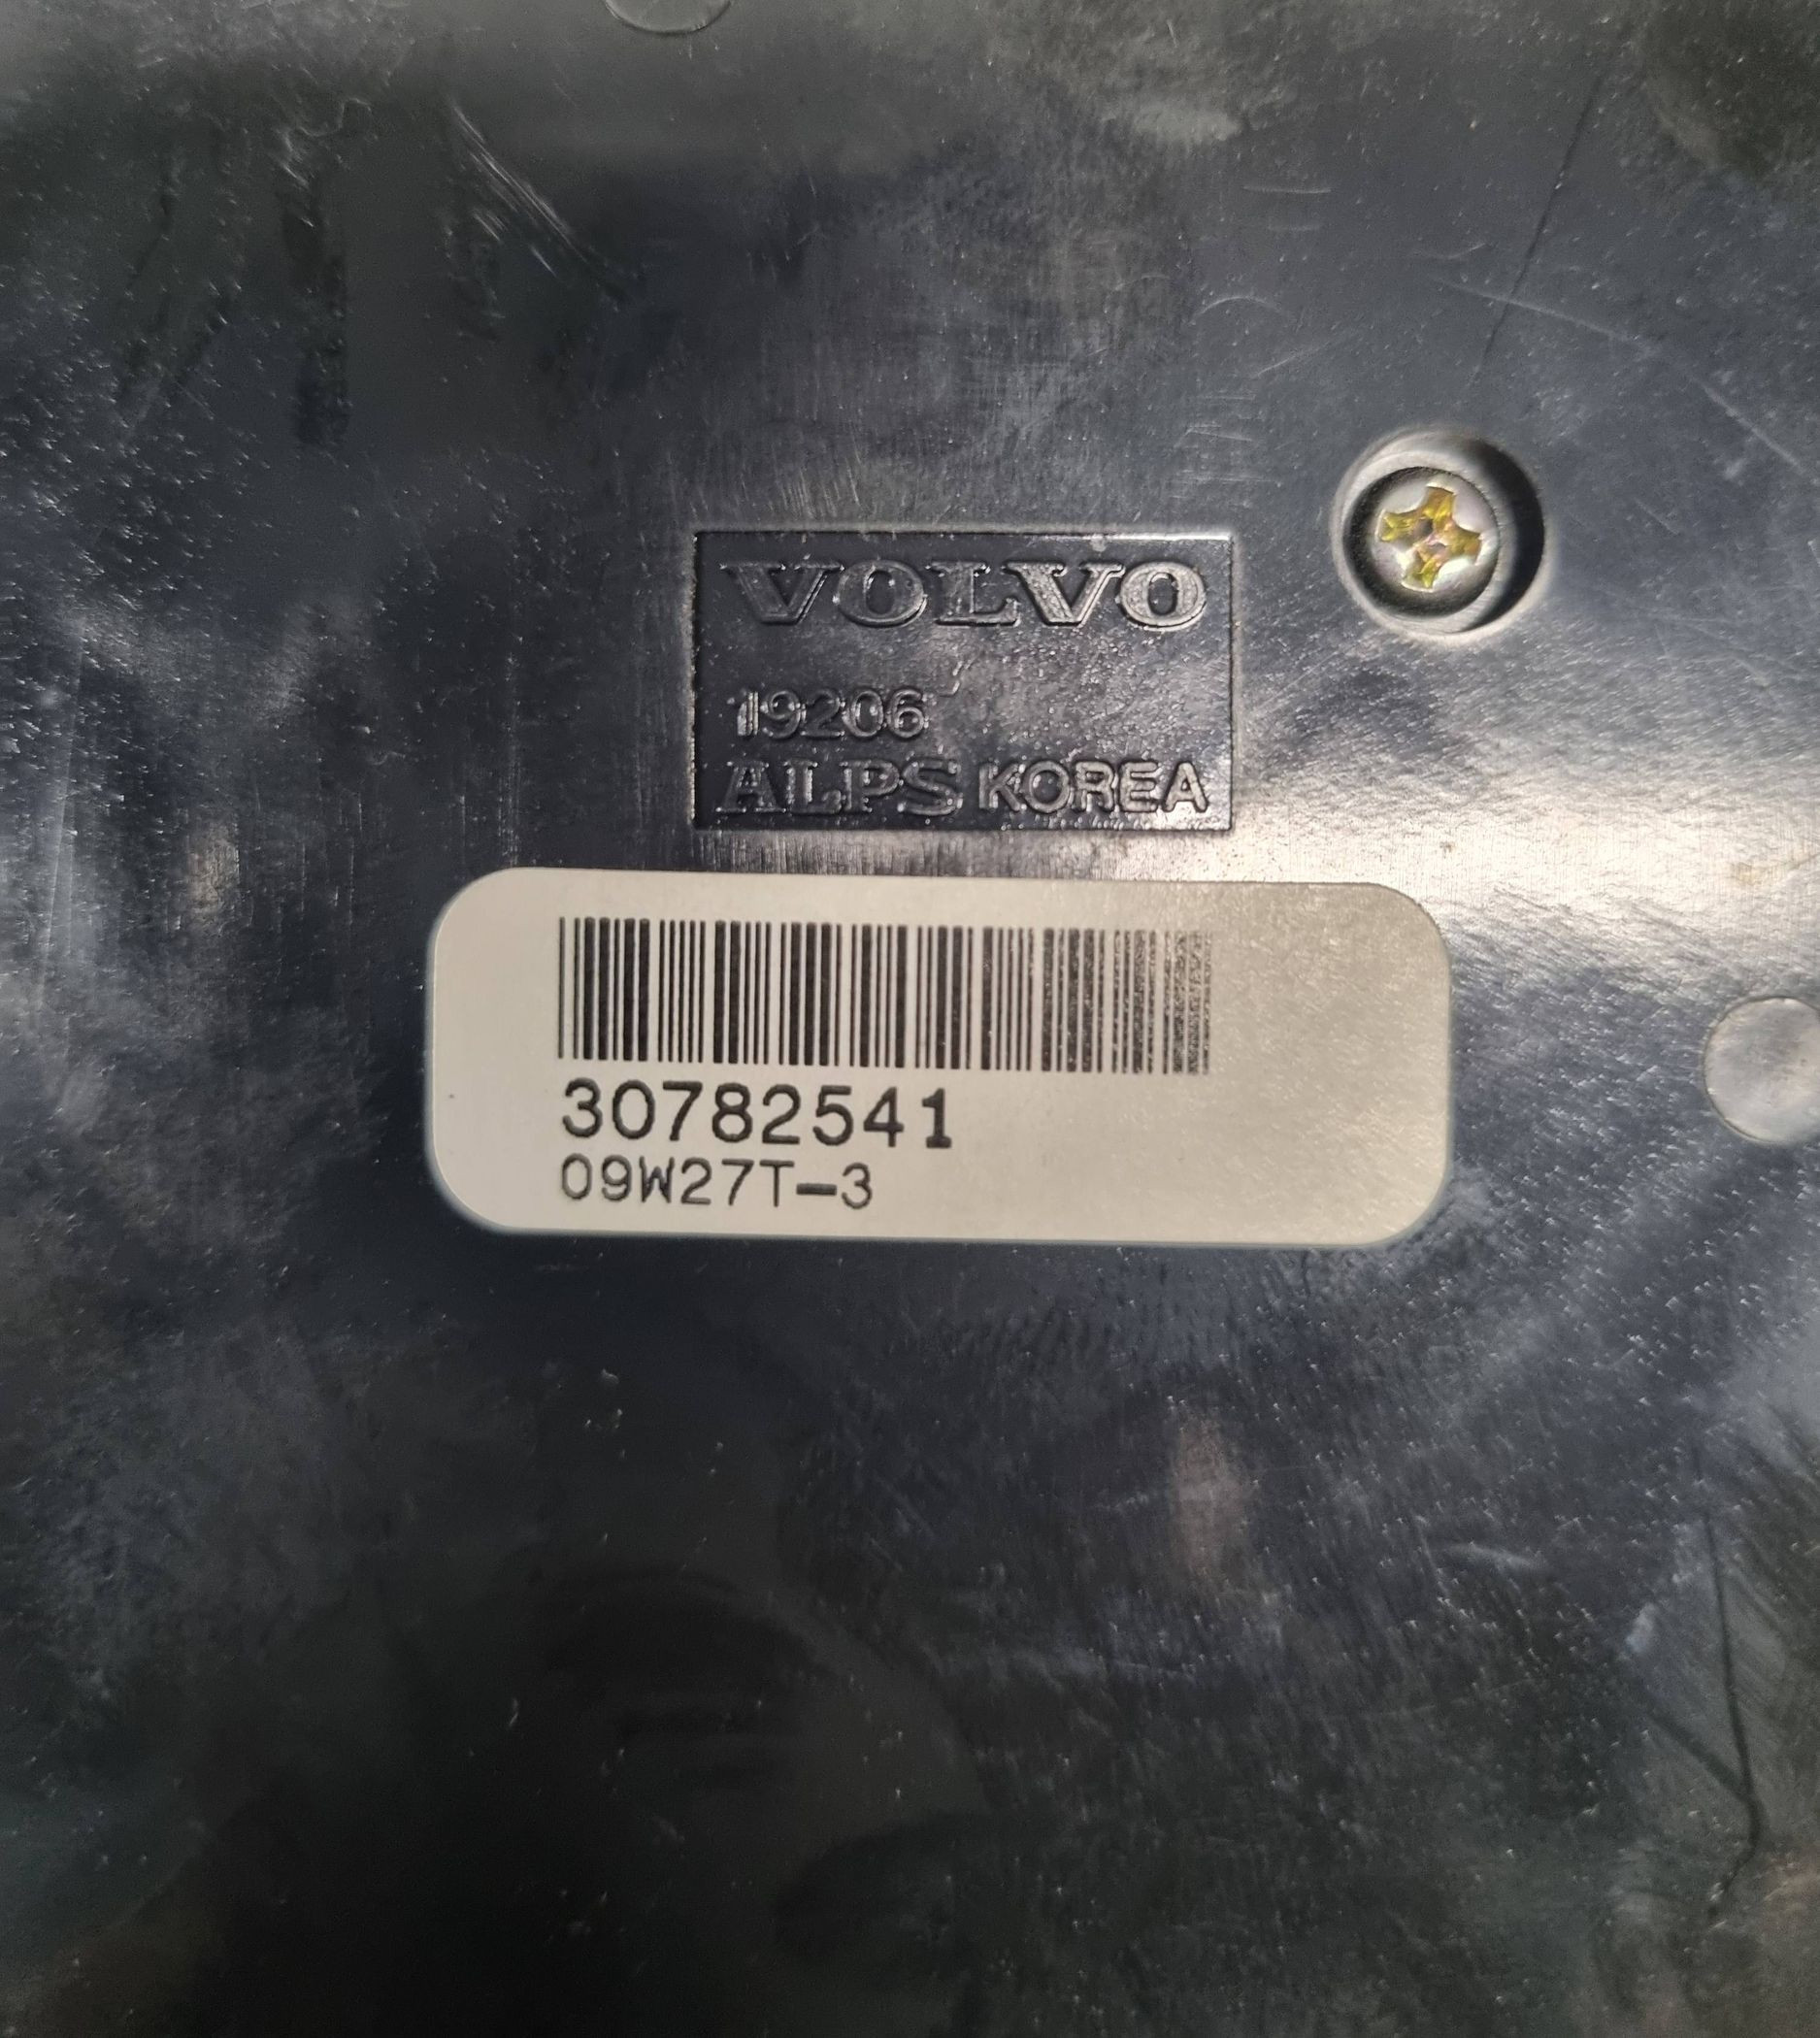 VOLVO
19206
ALPS KOREA
30782541
09W27T-3